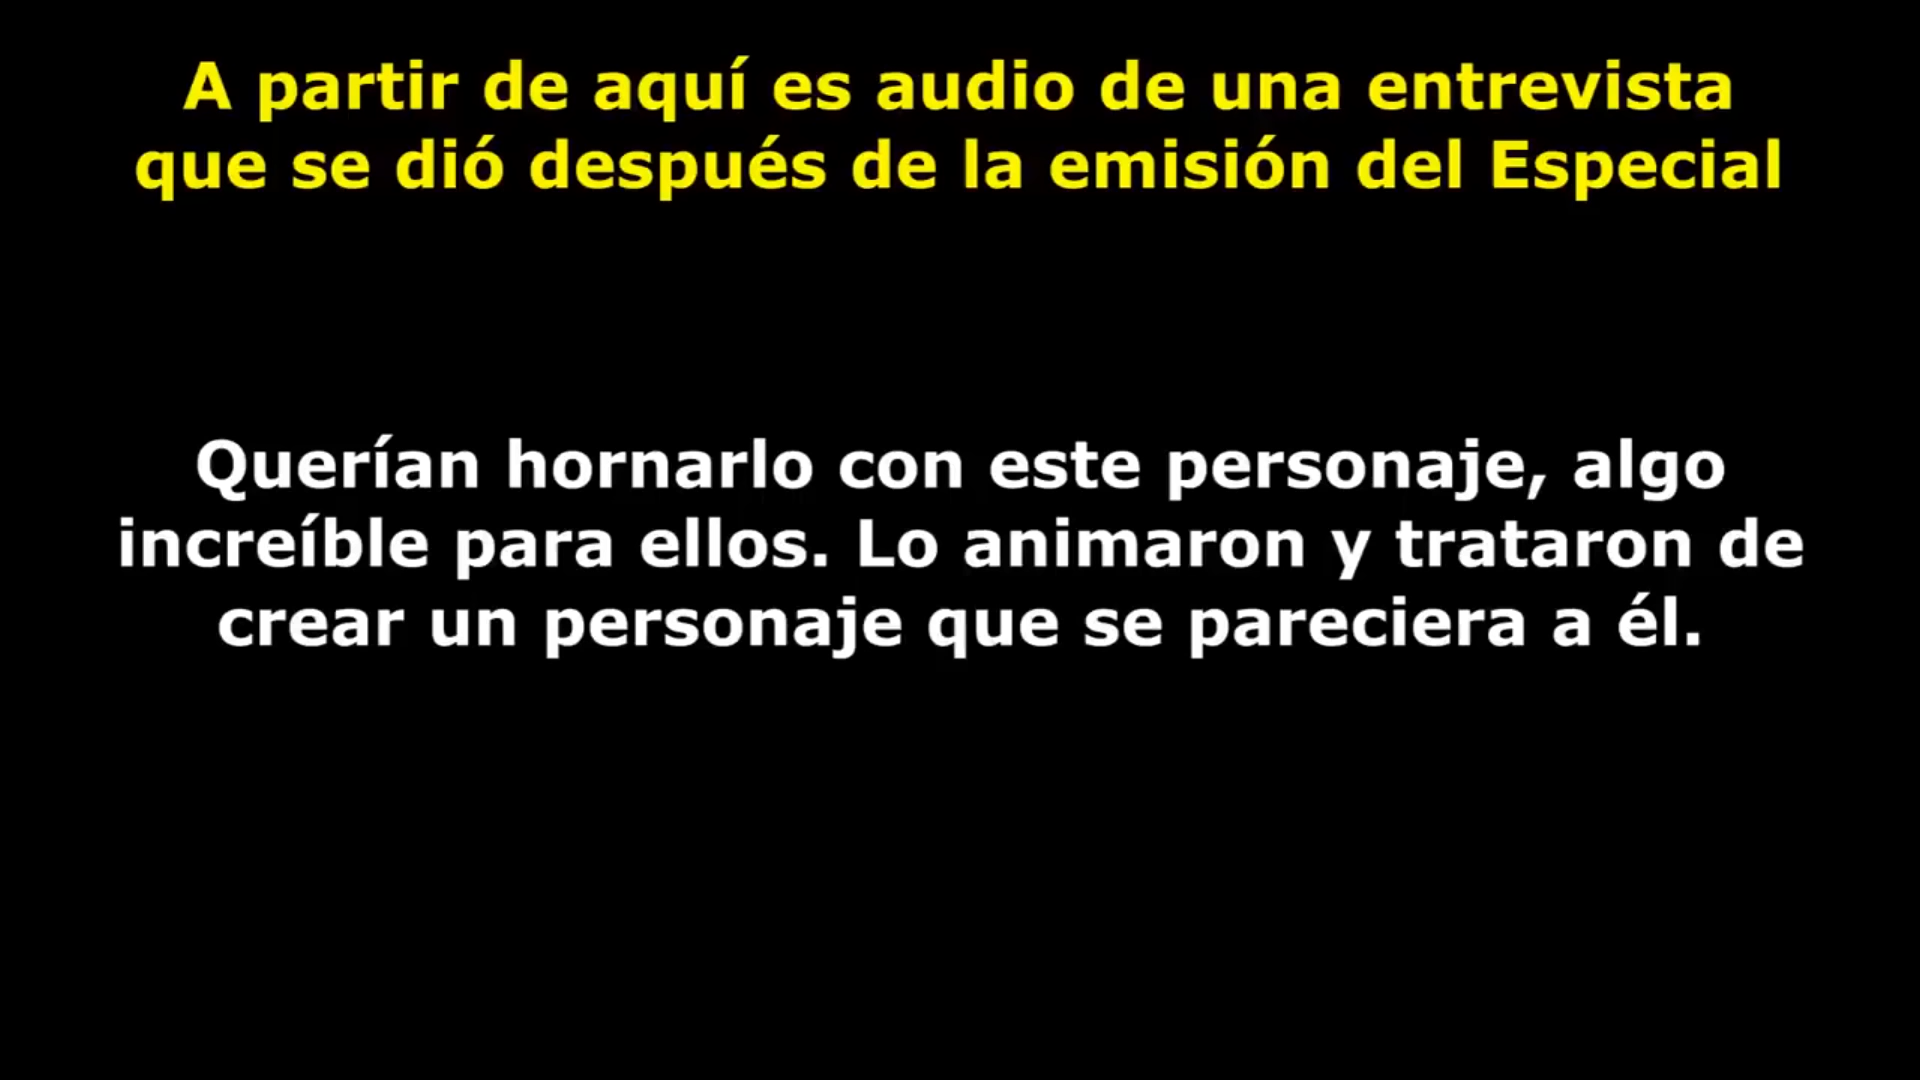 A partir de aquí es audio de una entrevista
que se dió después de la emisión del Especial
Querían hornarlo con este personaje, algo
increíble para ellos. Lo animaron y trataron de
crear un personaje que se pareciera a él.